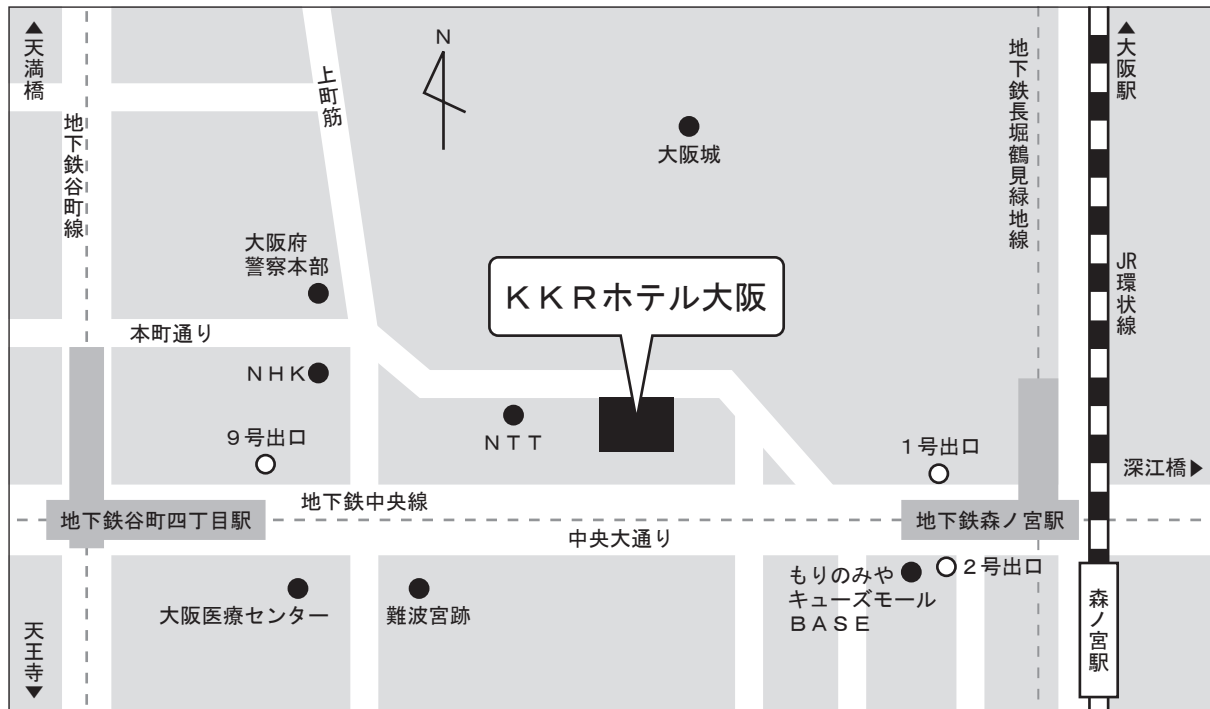 ▲天満橋
地下鉄谷町線
上町筋
N
大阪城
地下鉄長堀鶴見緑地線
▲大阪駅
JR環状線
大阪府
警察本部
KKRホテル大阪
本町通り
NHK
NTT
9号出口
1号出口
深江橋▶
地下鉄中央線
地下鉄谷町四丁目駅
地下鉄森ノ宮駅
中央大通り
2号出口
もりのみや
キューズモール
BASE
大阪医療センター
難波宮跡
天王寺▼
森ノ宮駅